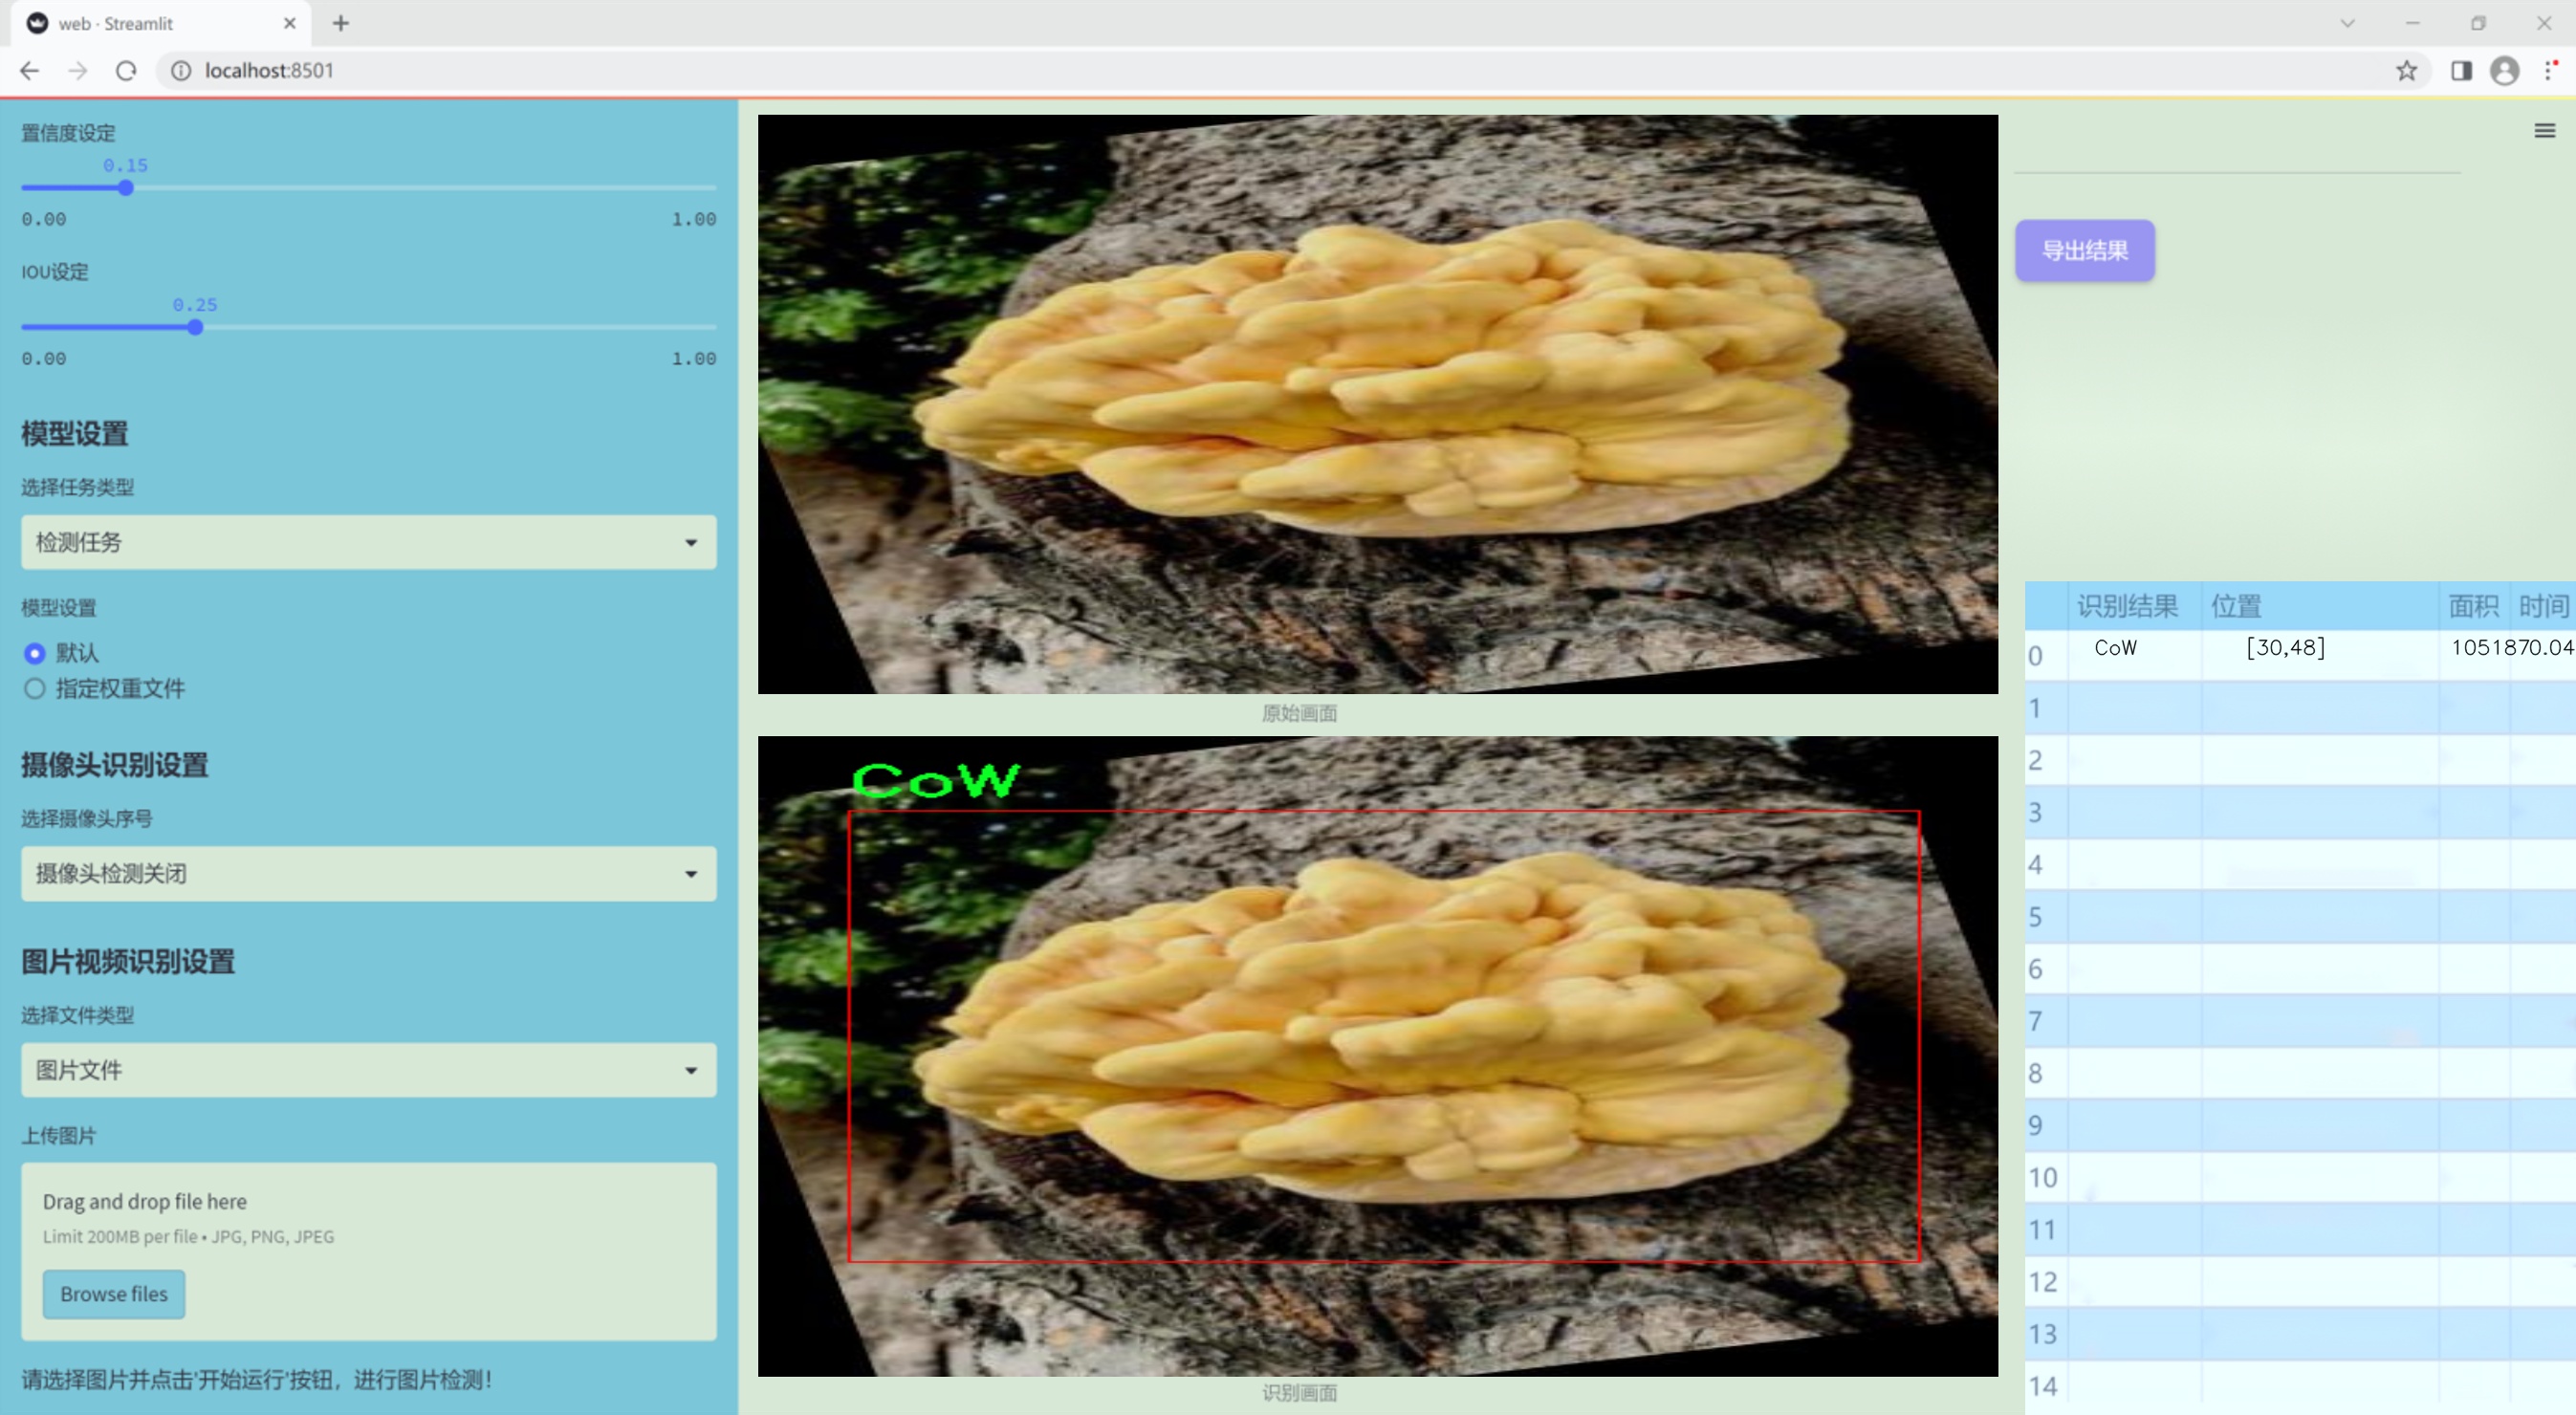 web · Streamlit
localhost:8501
置信度设定
0.15
0.00 1.00
IOU设定
0.25
0.00 1.00
模型设置
选择任务类型
检测任务
模型设置
默认
指定权重文件
摄像头识别设置
选择摄像头序号
摄像头检测关闭
图片视频识别设置
选择文件类型
图片文件
上传图片
Drag and drop file here
Limit 200MB per file • JPG, PNG, JPEG
Browse files
请选择图片并点击'开始运行'按钮，进行图片检测!
原始画面
CoW
识别画面
导出结果
识别结果 位置 面积 时间
0 CoW [30,48] 1051870.04
1
2
3
4
5
6
7
8
9
10
11
12
13
14